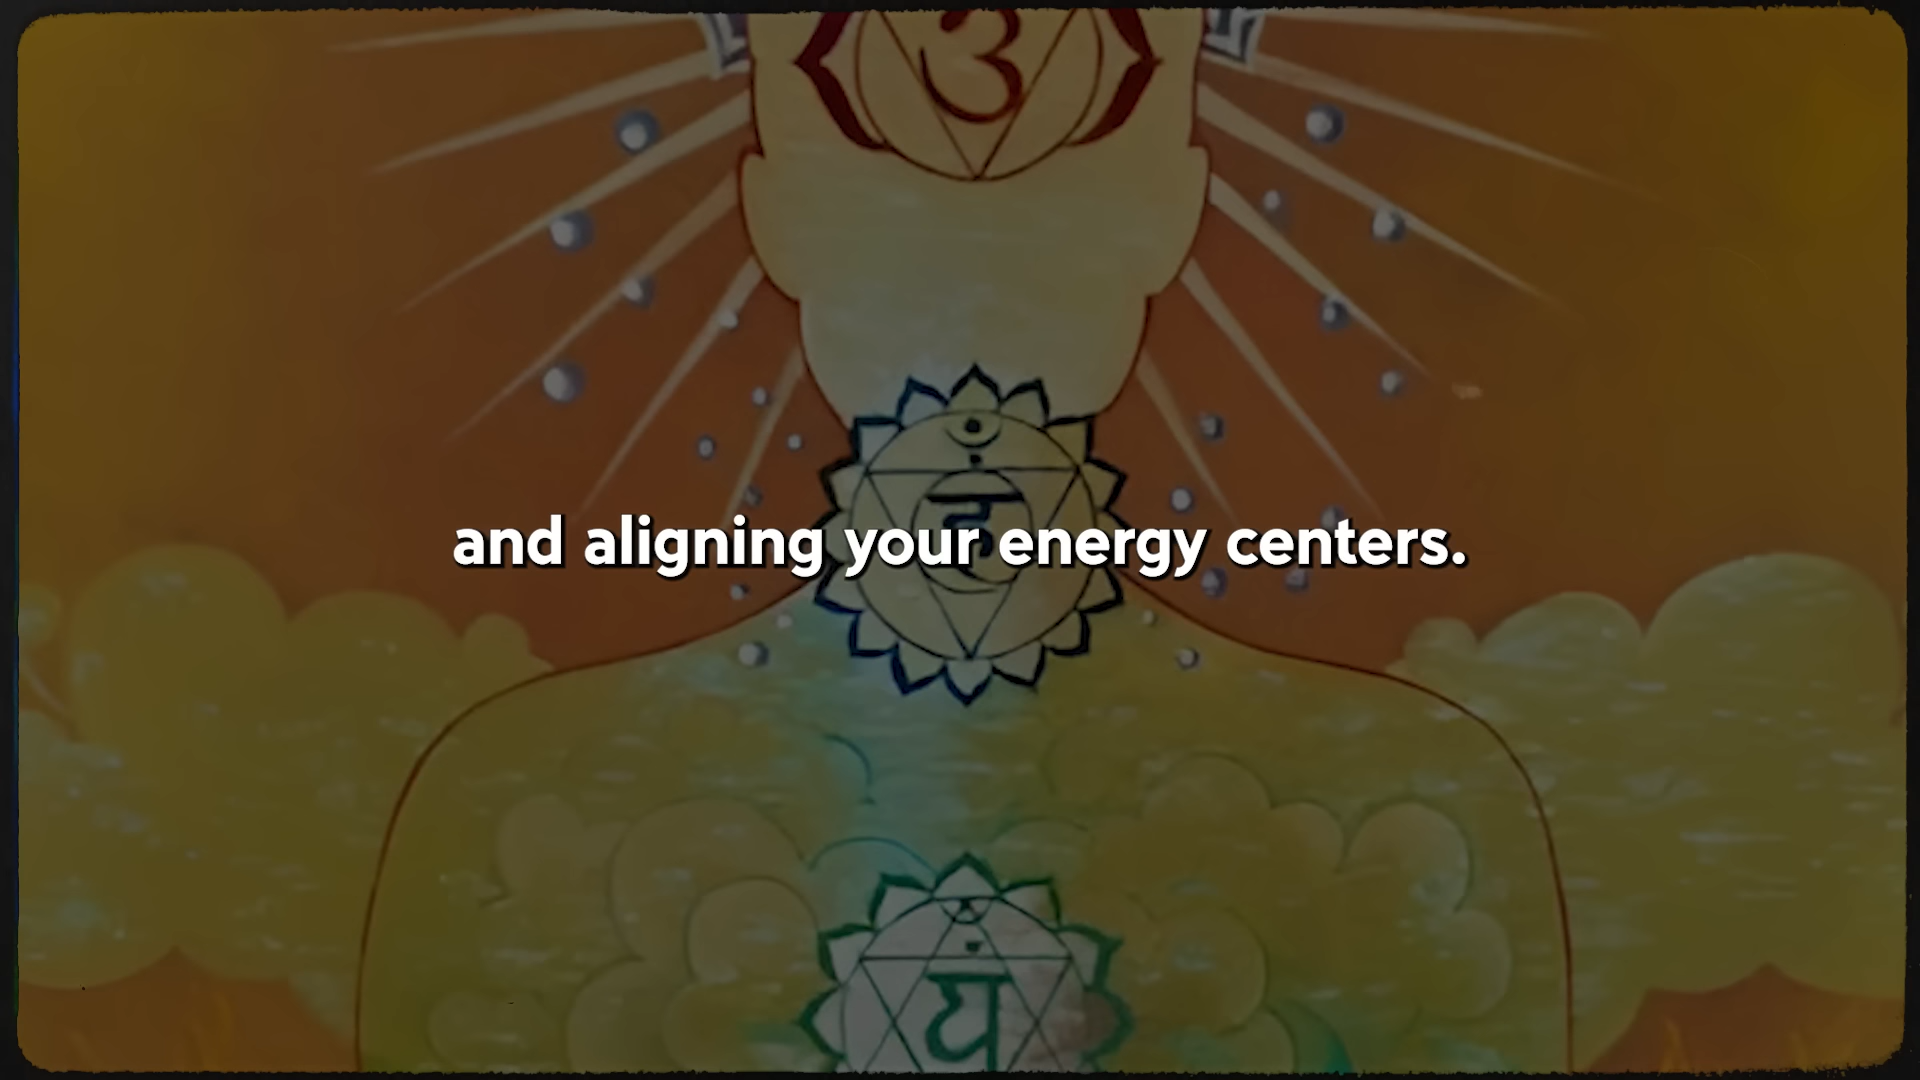 and aligning your energy centers.
हं
यं